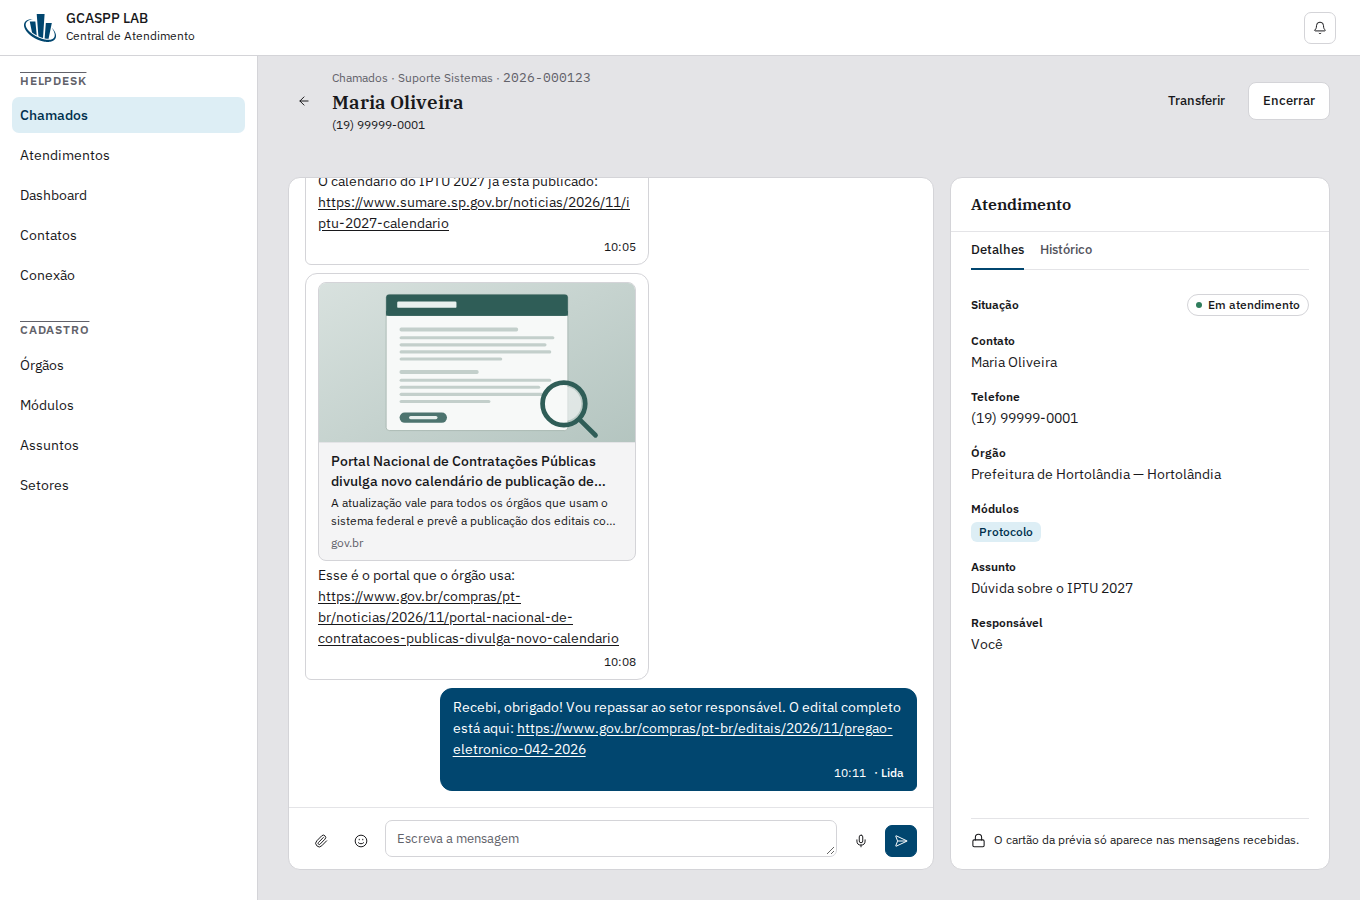 GCASPP LAB
Central de Atendimento
HELPDESK
Chamados
Atendimentos
Dashboard
Contatos
Conexão
CADASTRO
Órgãos
Módulos
Assuntos
Setores
Chamados · Suporte Sistemas · 2026-000123
Maria Oliveira
(19) 99999-0001
Transferir
Encerrar
O calendário do IPTU 2027 já está publicado:
https://www.sumare.sp.gov.br/noticias/2026/11/i
ptu-2027-calendario
10:05
Portal Nacional de Contratações Públicas
divulga novo calendário de publicação de...
A atualização vale para todos os órgãos que usam o
sistema federal e prevê a publicação dos editais co...
gov.br
Esse é o portal que o órgão usa:
https://www.gov.br/compras/pt-
br/noticias/2026/11/portal-nacional-de-
contratacoes-publicas-divulga-novo-calendario
10:08
Recebi, obrigado! Vou repassar ao setor responsável. O edital completo
está aqui: https://www.gov.br/compras/pt-br/editais/2026/11/pregao-
eletronico-042-2026
10:11 · Lida
Escreva a mensagem
Atendimento
Detalhes
Histórico
Situação
Em atendimento
Contato
Maria Oliveira
Telefone
(19) 99999-0001
Órgão
Prefeitura de Hortolândia — Hortolândia
Módulos
Protocolo
Assunto
Dúvida sobre o IPTU 2027
Responsável
Você
O cartão da prévia só aparece nas mensagens recebidas.